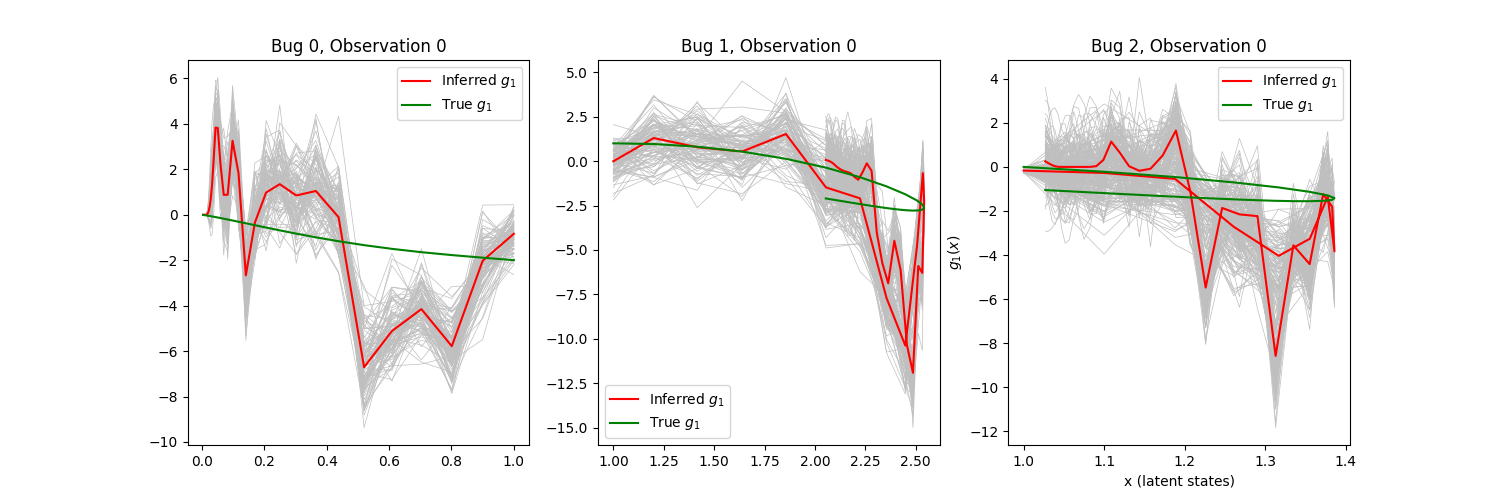 Bug 0, Observation 0
6
4
2
0
−2
−4
−6
−8
−10
0.0 0.2 0.4 0.6 0.8 1.0
Inferred g₁
True g₁
Bug 1, Observation 0
5.0
2.5
0.0
−2.5
−5.0
−7.5
−10.0
−12.5
−15.0
1.00 1.25 1.50 1.75 2.00 2.25 2.50
Inferred g₁
True g₁
Bug 2, Observation 0
g₁(x)
4
2
0
−2
−4
−6
−8
−10
−12
1.0 1.1 1.2 1.3 1.4
x (latent states)
Inferred g₁
True g₁